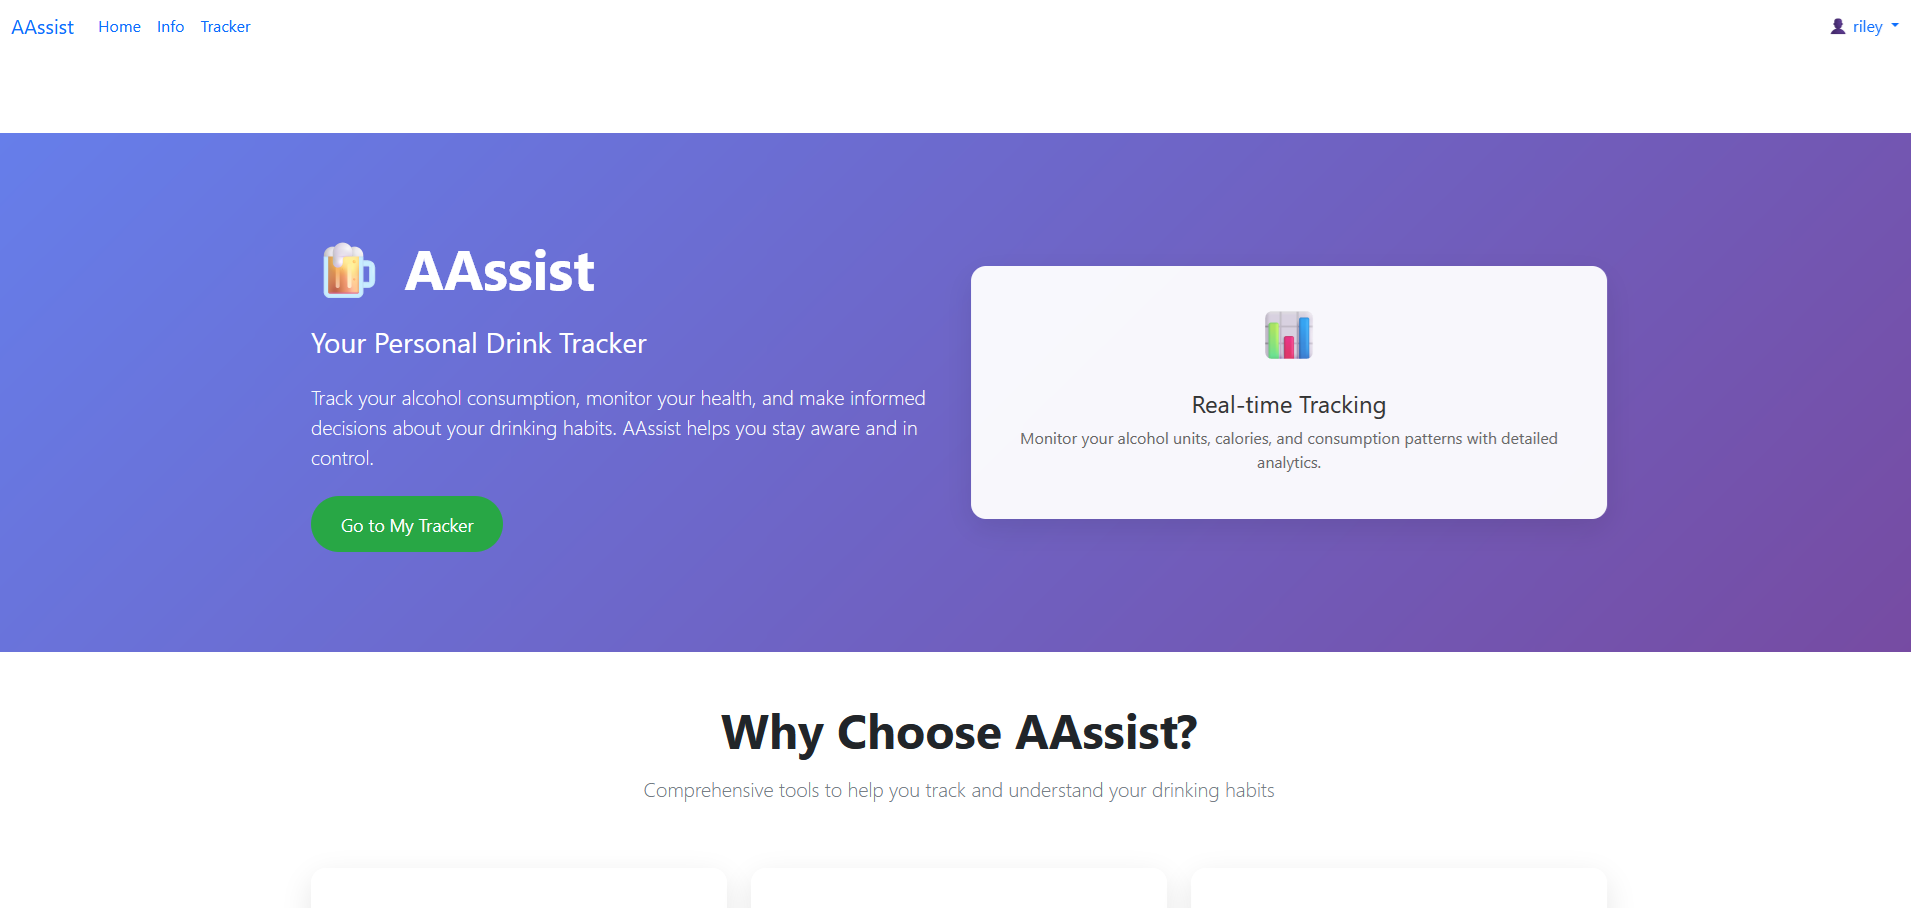 AAssist Home Info Tracker riley
AAssist
Your Personal Drink Tracker
Track your alcohol consumption, monitor your health, and make informed
decisions about your drinking habits. AAssist helps you stay aware and in
control.
Go to My Tracker
Real-time Tracking
Monitor your alcohol units, calories, and consumption patterns with detailed
analytics.
Why Choose AAssist?
Comprehensive tools to help you track and understand your drinking habits